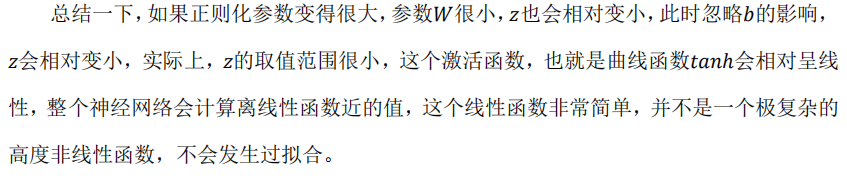 总结一下，如果正则化参数变得很大，参数W很小，z也会相对变小，此时忽略b的影响，
z会相对变小，实际上，z的取值范围很小，这个激活函数，也就是曲线函数tanh会相对呈线
性，整个神经网络会计算离线性函数近的值，这个线性函数非常简单，并不是一个极复杂的
高度非线性函数，不会发生过拟合。